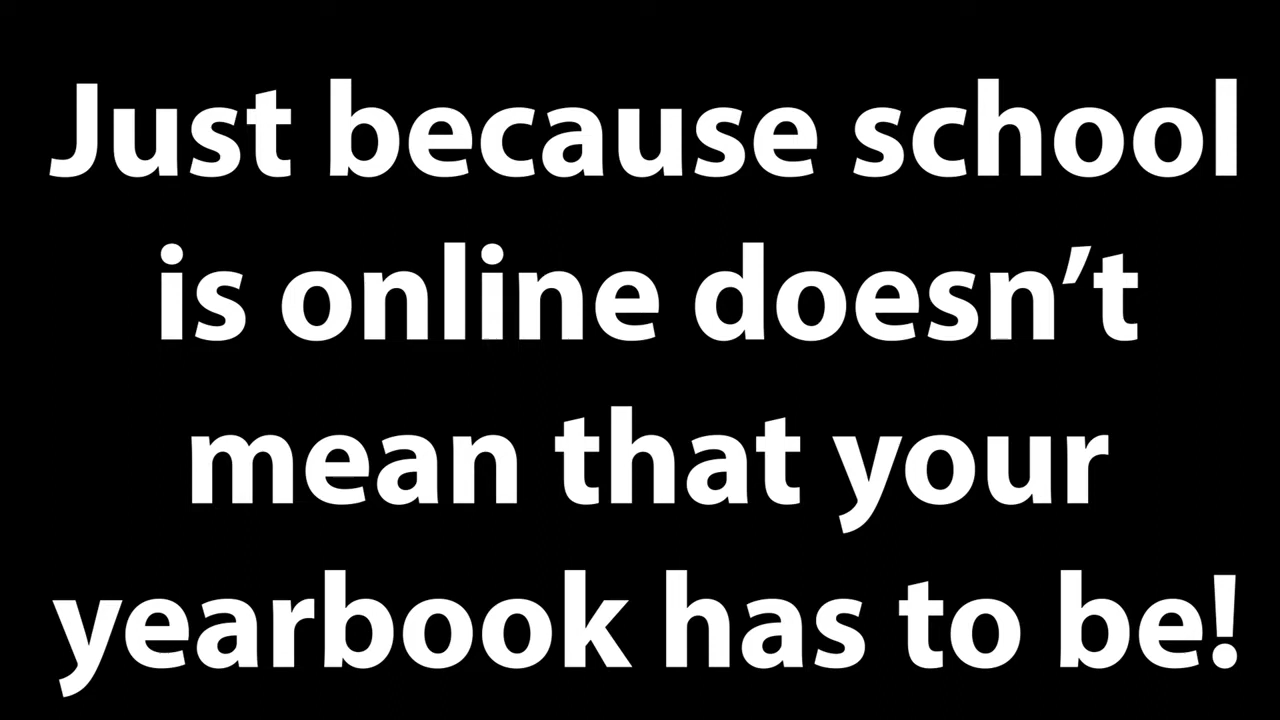 Just because school
is online doesn’t
mean that your
yearbook has to be!